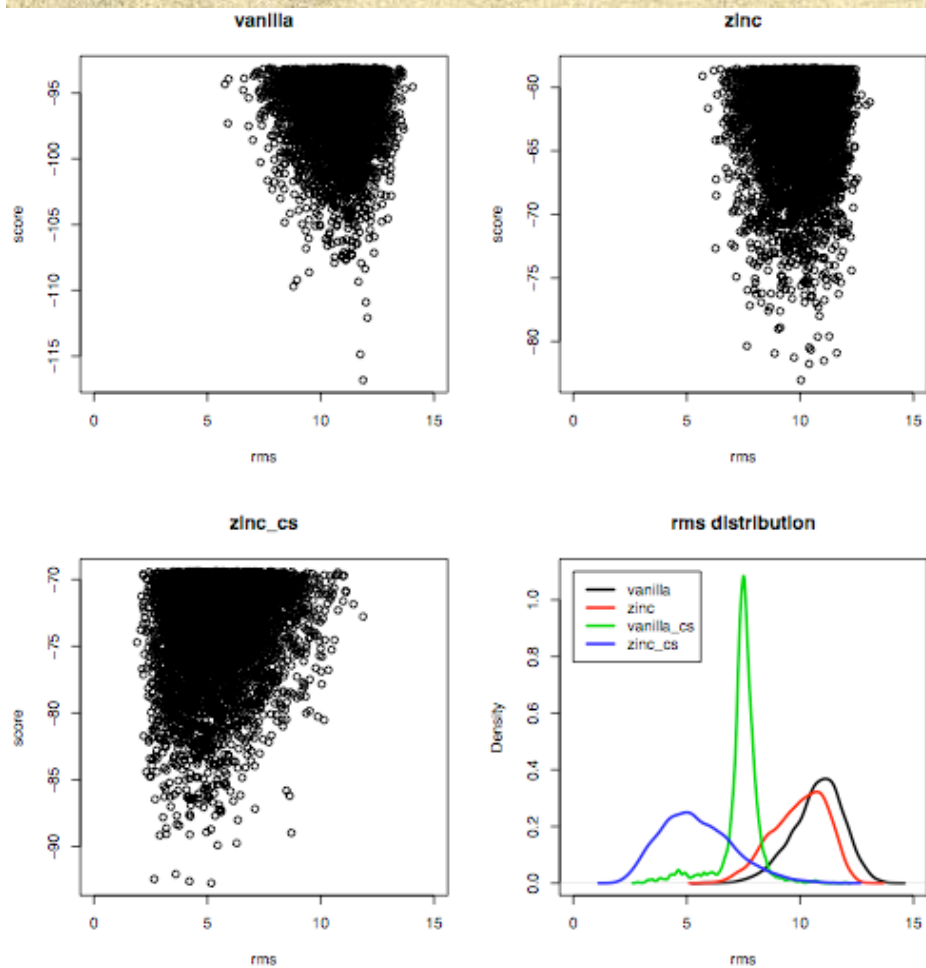 vanilla
score
-95
-100
-105
-110
-115
0 5 10 15
rms
zinc
score
-60
-65
-70
-75
-80
0 5 10 15
rms
zinc_cs
score
-70
-75
-80
-85
-90
0 5 10 15
rms
rms distribution
vanilla
zinc
vanilla_cs
zinc_cs
Density
1.0
0.8
0.6
0.4
0.2
0.0
0 5 10 15
rms